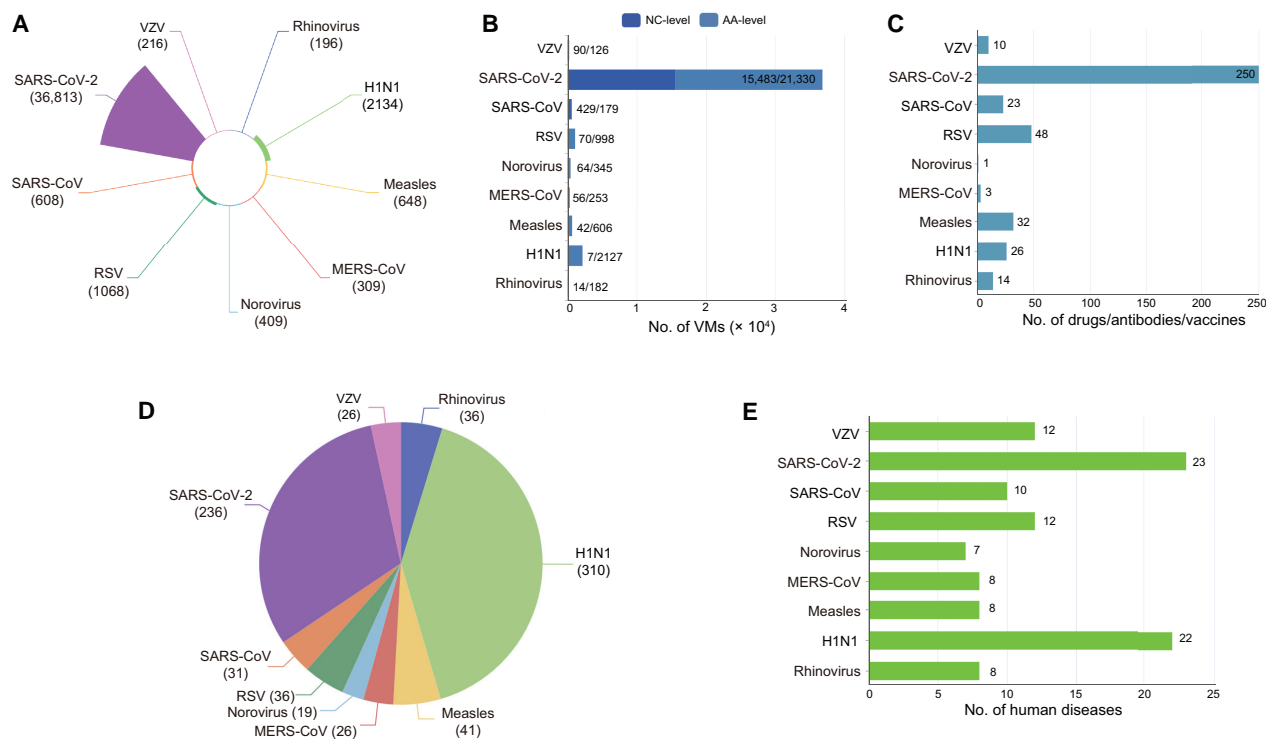 A
VZV
(216)
Rhinovirus
(196)
SARS-CoV-2
(36,813)
H1N1
(2134)
SARS-CoV
(608)
Measles
(648)
RSV
(1068)
MERS-CoV
(309)
Norovirus
(409)
B
NC-level AA-level
VZV 90/126
SARS-CoV-2 15,483/21,330
SARS-CoV 429/179
RSV 70/998
Norovirus 64/345
MERS-CoV 56/253
Measles 42/606
H1N1 7/2127
Rhinovirus 14/182
0 1 2 3 4
No. of VMs (× 10⁴)
C
VZV 10
SARS-CoV-2 250
SARS-CoV 23
RSV 48
Norovirus 1
MERS-CoV 3
Measles 32
H1N1 26
Rhinovirus 14
0 50 100 150 200 250
No. of drugs/antibodies/vaccines
D
VZV
(26)
Rhinovirus
(36)
SARS-CoV-2
(236)
H1N1
(310)
SARS-CoV
(31)
RSV (36)
Norovirus (19)
MERS-CoV (26)
Measles
(41)
E
VZV 12
SARS-CoV-2 23
SARS-CoV 10
RSV 12
Norovirus 7
MERS-CoV 8
Measles 8
H1N1 22
Rhinovirus 8
0 5 10 15 20 25
No. of human diseases